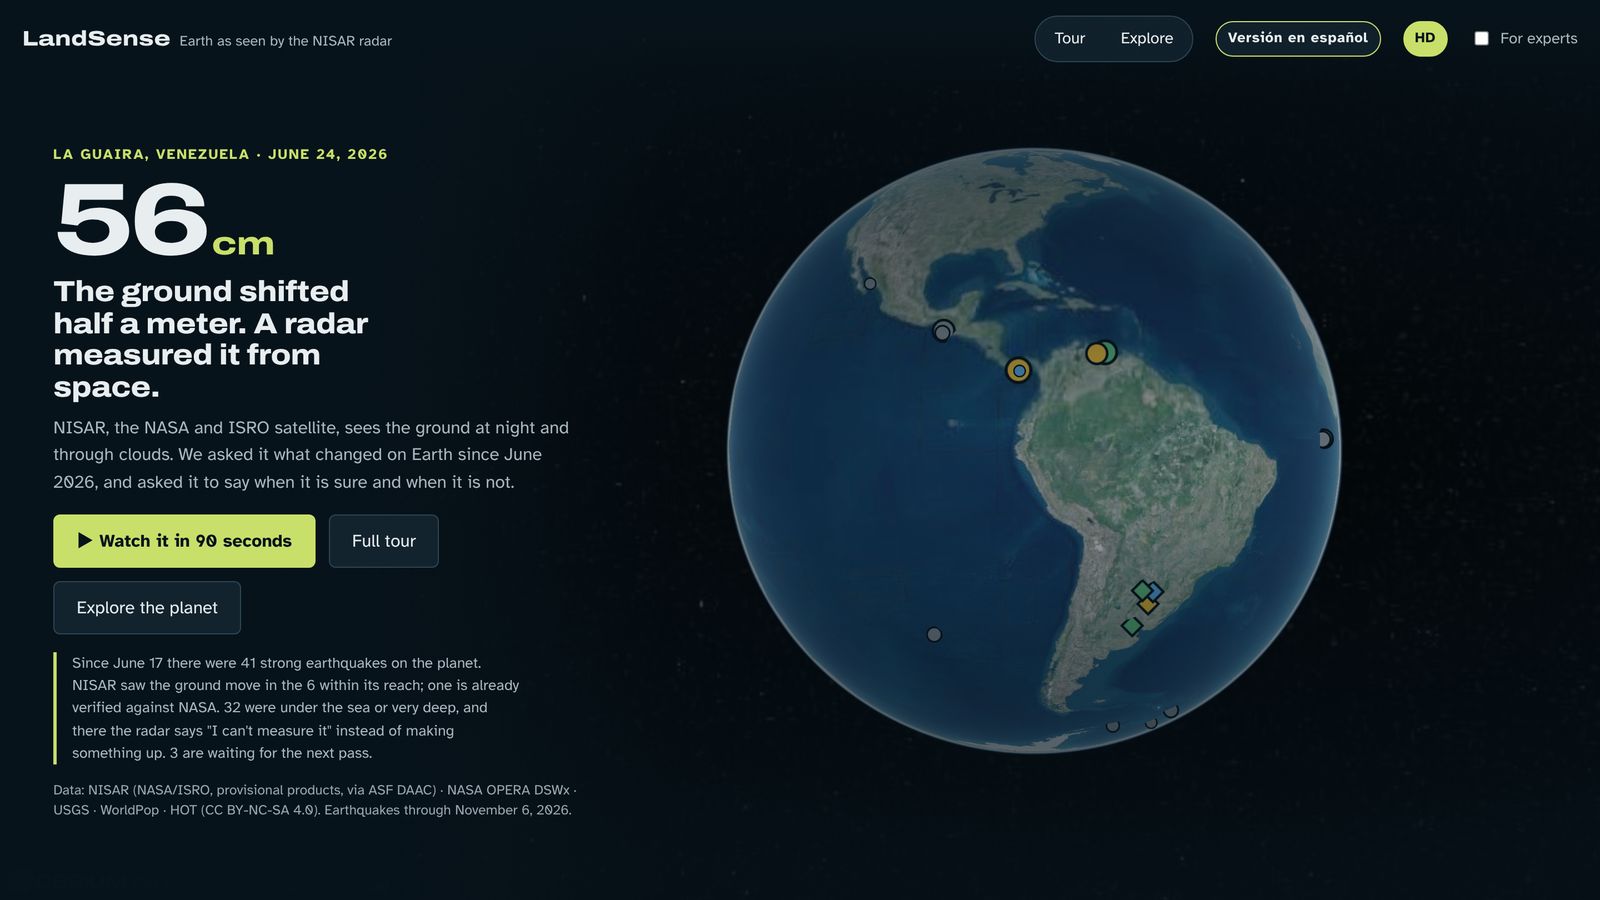 LandSense Earth as seen by the NISAR radar
Tour Explore Versión en español HD For experts
LA GUAIRA, VENEZUELA · JUNE 24, 2026
56 cm
The ground shifted
half a meter. A radar
measured it from
space.
NISAR, the NASA and ISRO satellite, sees the ground at night and
through clouds. We asked it what changed on Earth since June
2026, and asked it to say when it is sure and when it is not.
▶ Watch it in 90 seconds Full tour
Explore the planet
Since June 17 there were 41 strong earthquakes on the planet.
NISAR saw the ground move in the 6 within its reach; one is already
verified against NASA. 32 were under the sea or very deep, and
there the radar says "I can't measure it" instead of making
something up. 3 are waiting for the next pass.
Data: NISAR (NASA/ISRO, provisional products, via ASF DAAC) · NASA OPERA DSWx ·
USGS · WorldPop · HOT (CC BY-NC-SA 4.0). Earthquakes through November 6, 2026.